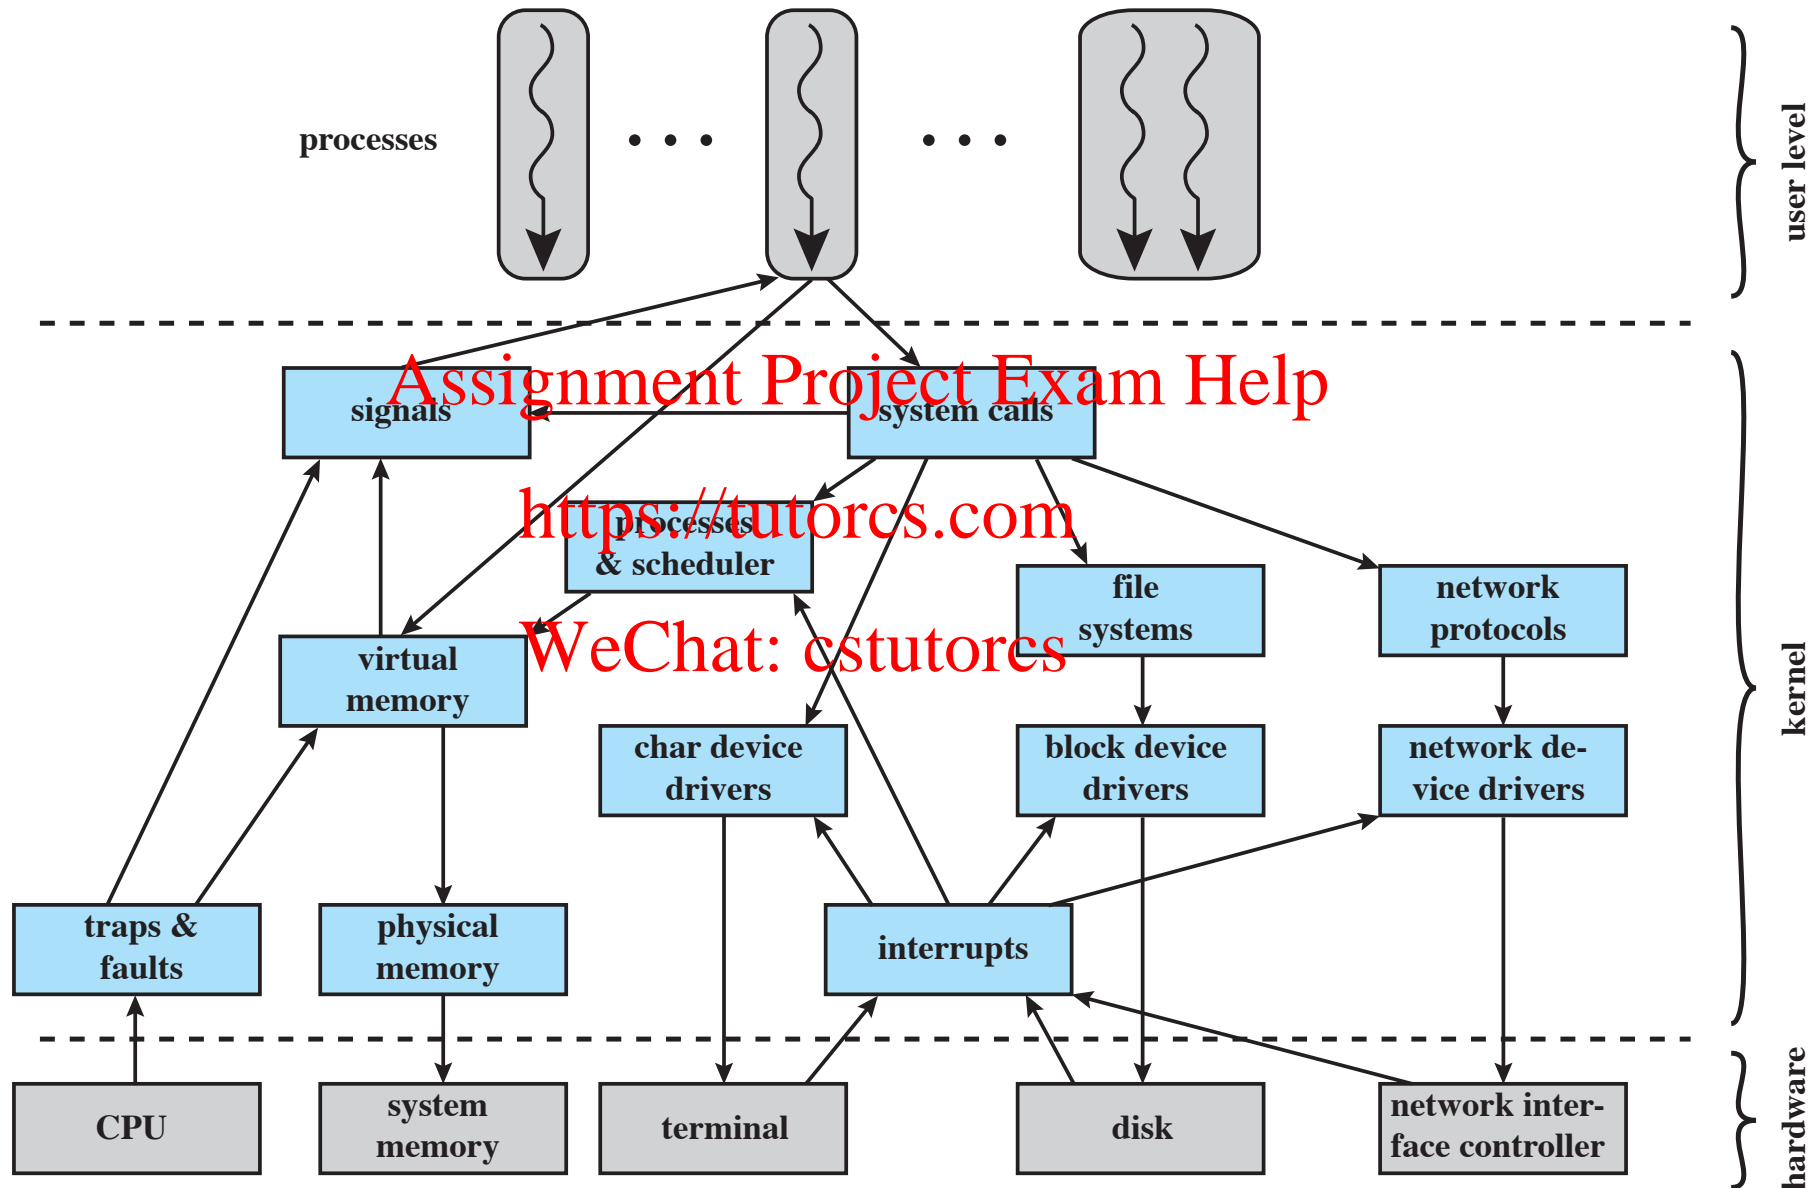 processes
user level
signals
system calls
Assignment Project Exam Help
processes
& scheduler
https://tutorcs.com
file
systems
network
protocols
WeChat: cstutorcs
virtual
memory
kernel
char device
drivers
block device
drivers
network de-
vice drivers
traps &
faults
physical
memory
interrupts
CPU
system
memory
terminal
disk
network inter-
face controller
hardware